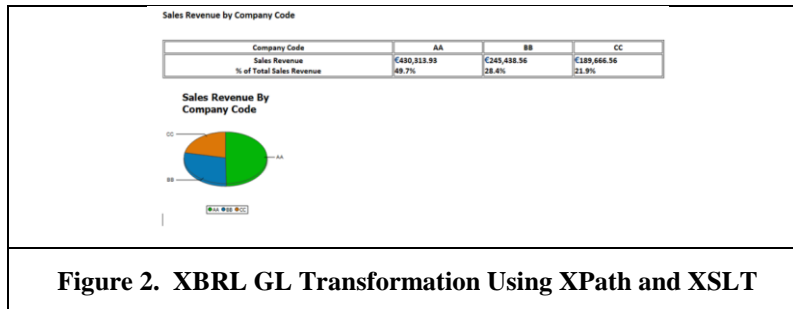 Sales Revenue by Company Code
Company Code AA BB CC
Sales Revenue €430,313.93 €245,438.56 €189,666.56
% of Total Sales Revenue 49.7% 28.4% 21.9%
Sales Revenue By
Company Code
CC
AA
BB
AA BB CC
Figure 2. XBRL GL Transformation Using XPath and XSLT